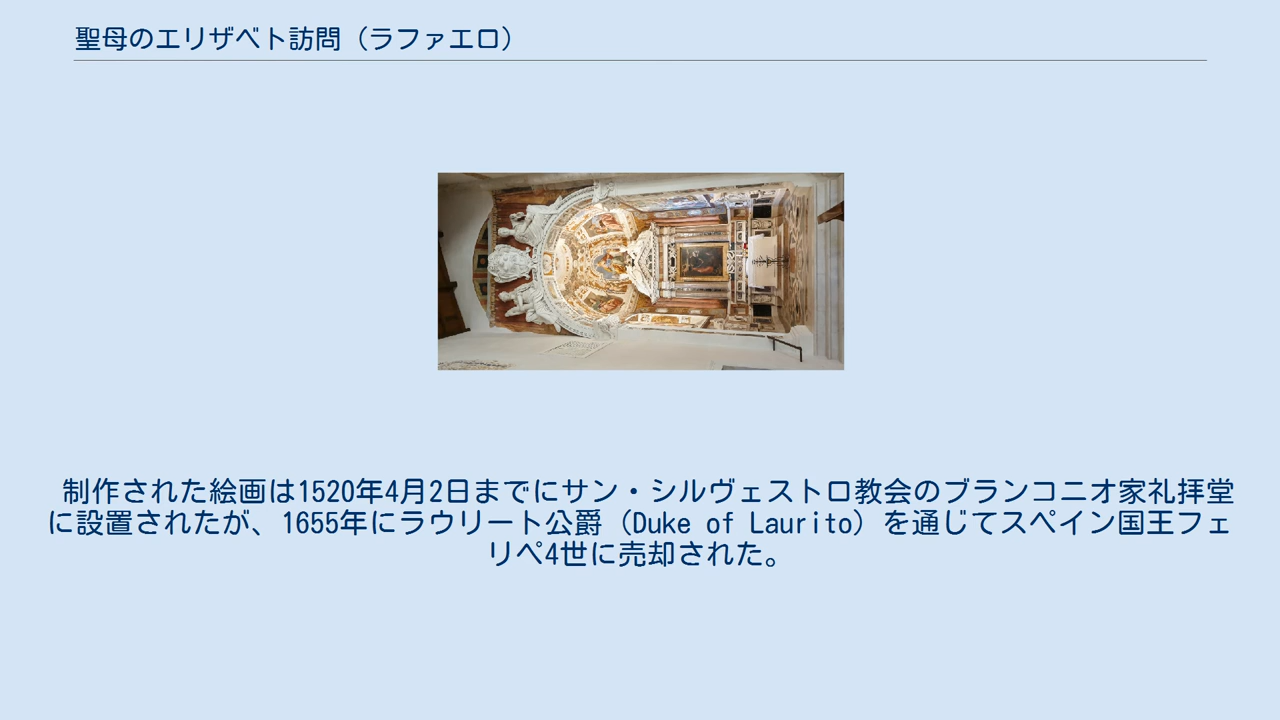 聖母のエリザベト訪問（ラファエロ）
制作された絵画は1520年4月2日までにサン・シルヴェストロ教会のブランコニオ家礼拝堂
に設置されたが、1655年にラウリート公爵（Duke of Laurito）を通じてスペイン国王フェ
リペ4世に売却された。